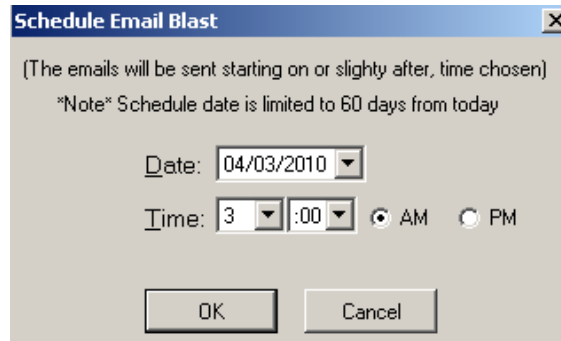 Schedule Email Blast
(The emails will be sent starting on or slighty after, time chosen)
*Note* Schedule date is limited to 60 days from today
Date: 04/03/2010
Time: 3 :00 AM PM
OK Cancel